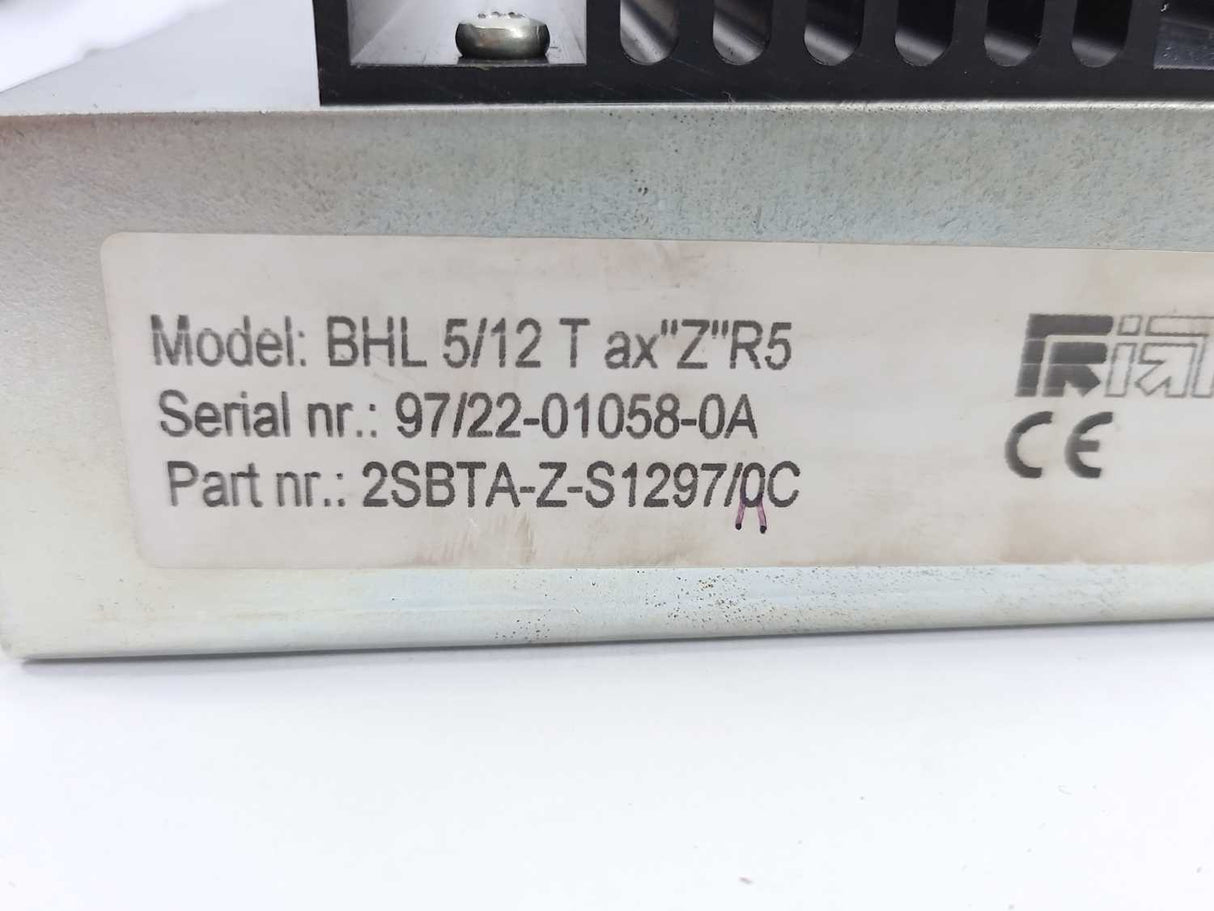 Model: BHL 5/12 T ax"Z"R5
Serial nr.: 97/22-01058-0A
Part nr.: 2SBTA-Z-S1297/0C
CE